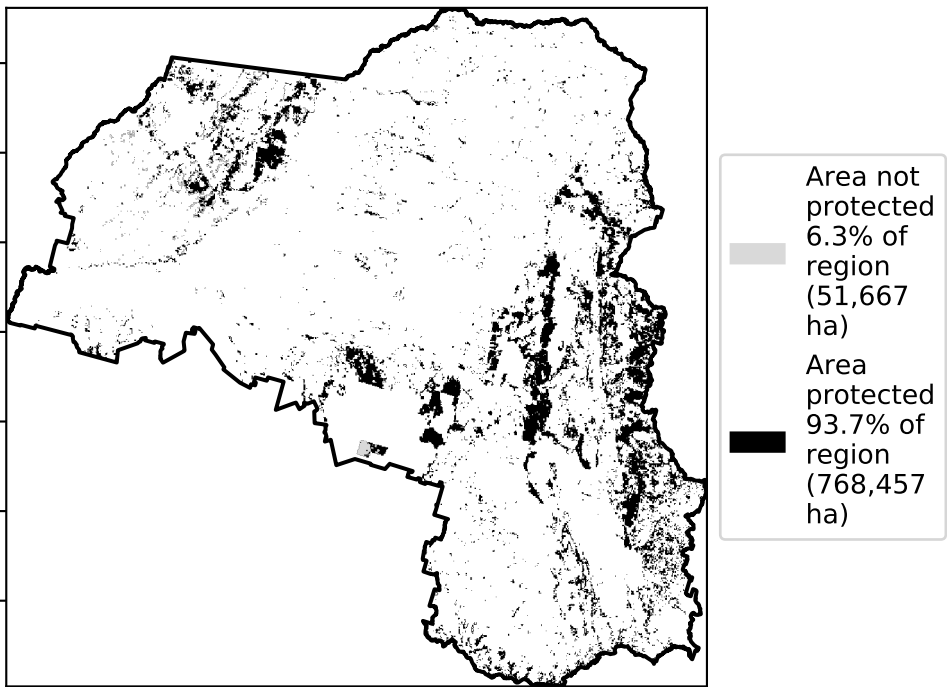 Area not
protected
6.3% of
region
(51,667
ha)
Area
protected
93.7% of
region
(768,457
ha)